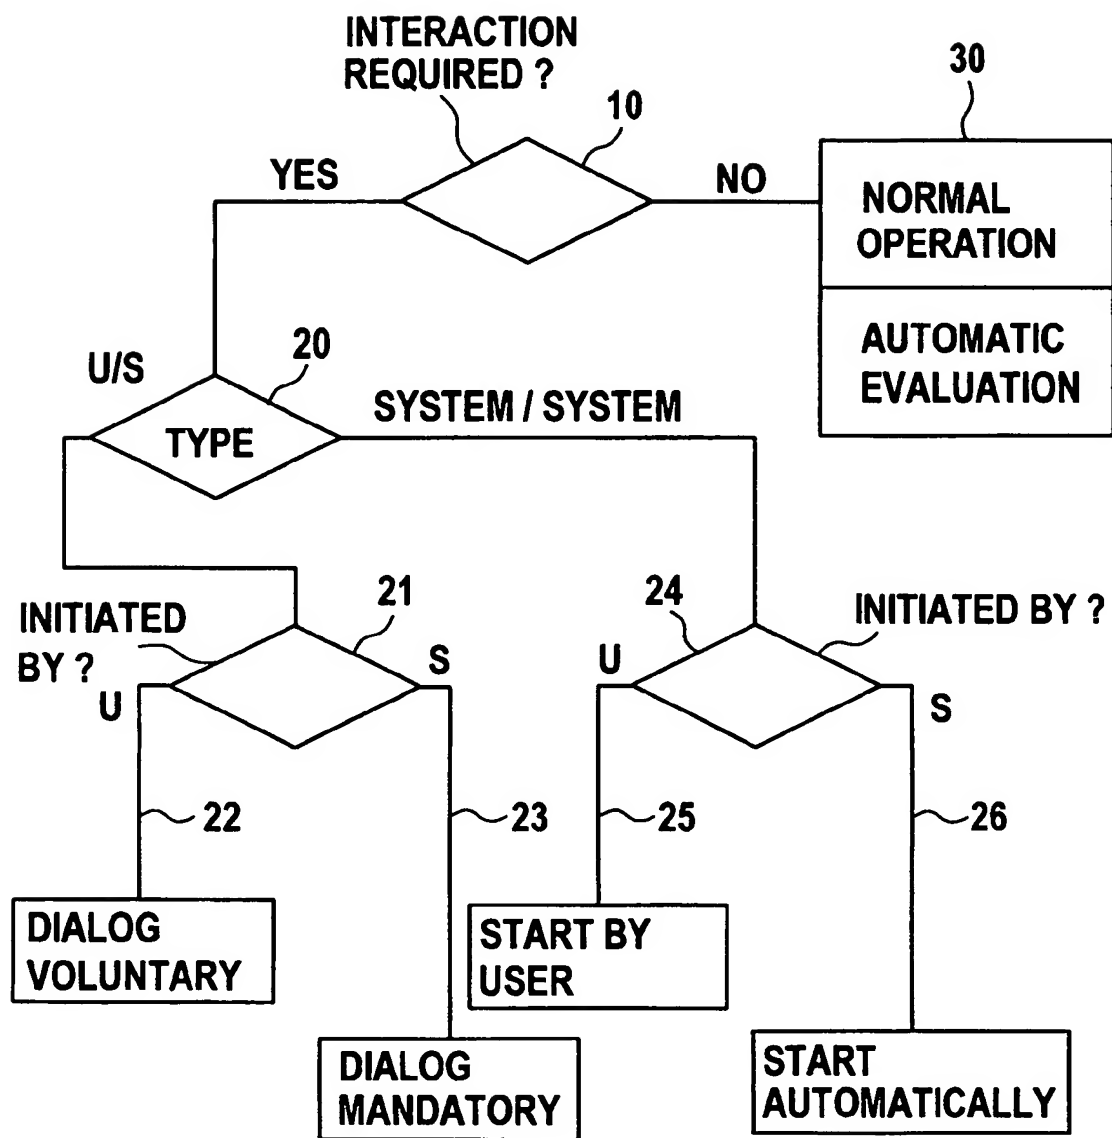 INTERACTION
REQUIRED ?
10
30
YES
NO
NORMAL
OPERATION
AUTOMATIC
EVALUATION
U/S
20
TYPE
SYSTEM / SYSTEM
INITIATED
BY ?
21
24
INITIATED BY ?
U
S
U
S
22
23
25
26
DIALOG
VOLUNTARY
START BY
USER
DIALOG
MANDATORY
START
AUTOMATICALLY